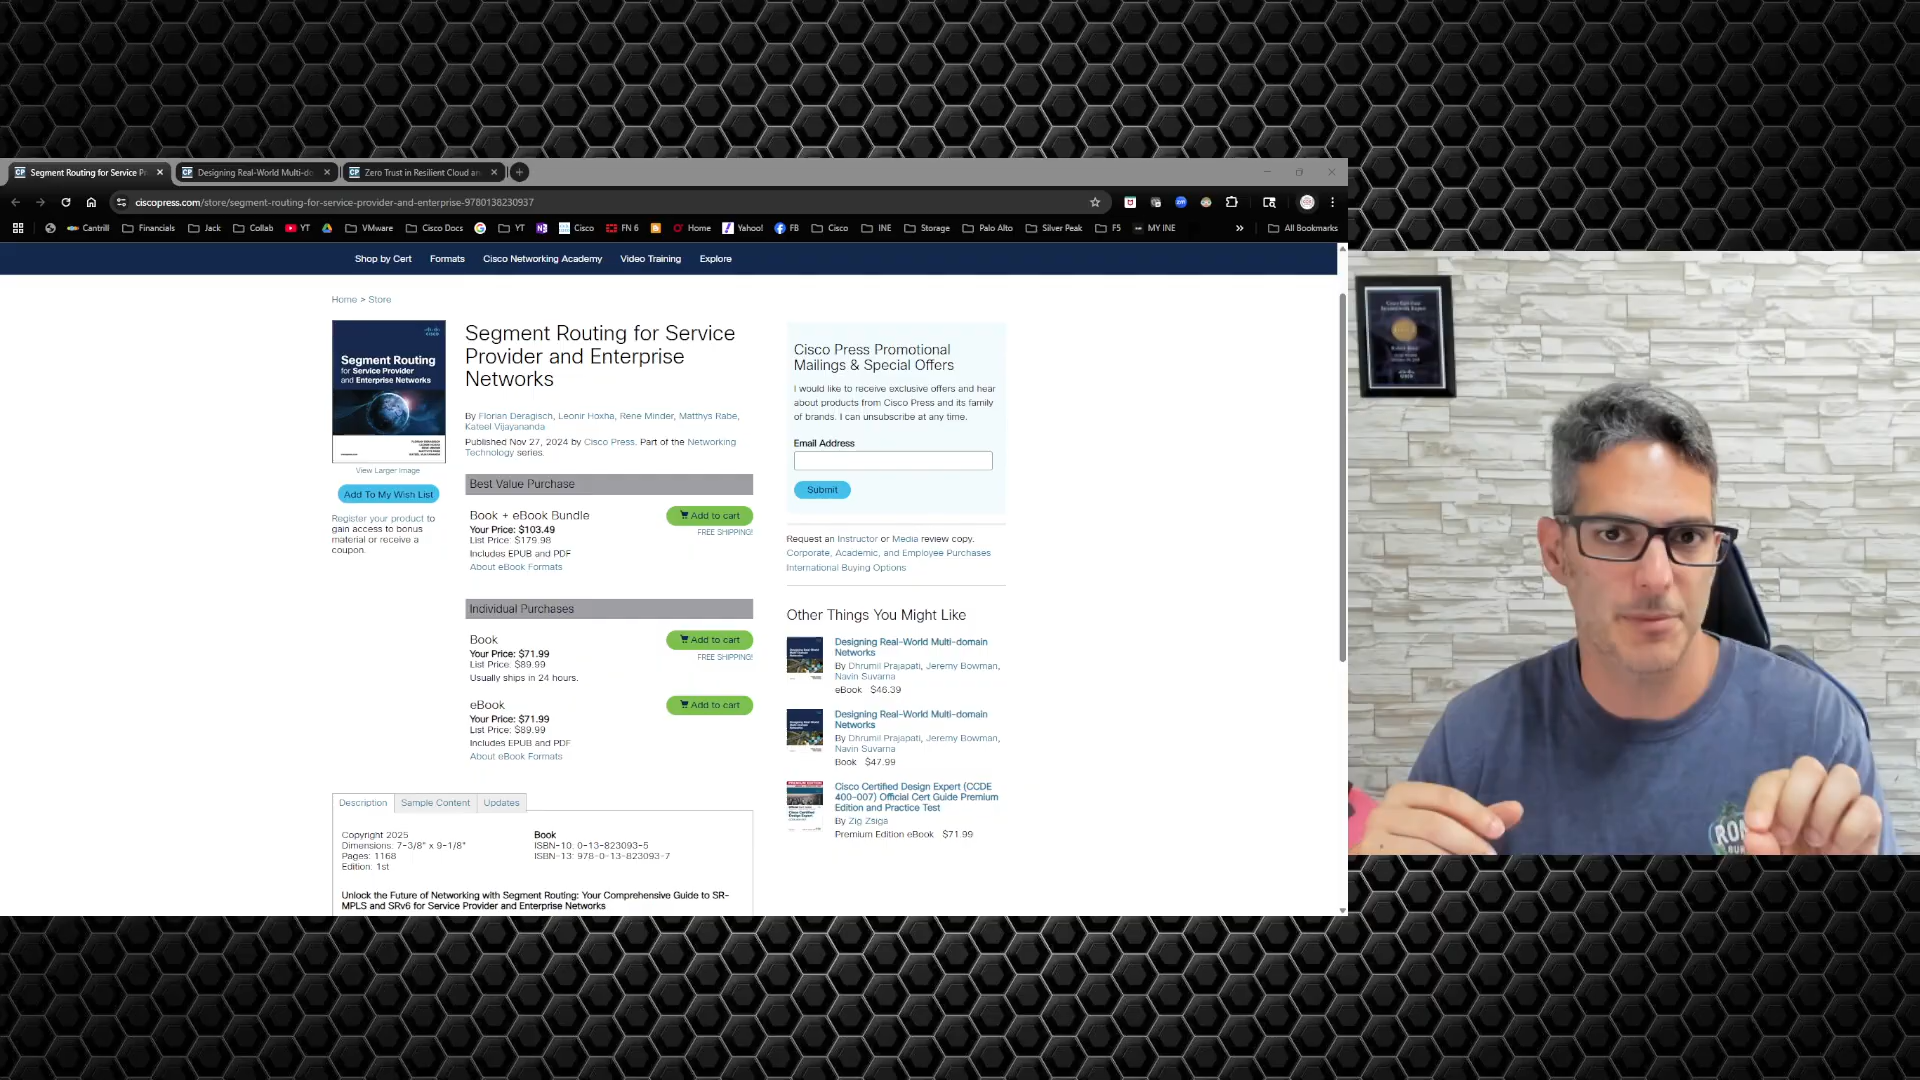 Segment Routing for Service Pr
Designing Real-World Multi-do
Zero Trust in Resilient Cloud an
ciscopress.com/store/segment-routing-for-service-provider-and-enterprise-9780138230937
Cantrill Financials Jack Collab YT VMware Cisco Docs YT Cisco FN 6 Home Yahoo! FB Cisco INE Storage Palo Alto Silver Peak F5 MY INE » All Bookmarks
Shop by Cert Formats Cisco Networking Academy Video Training Explore
Home > Store
CISCO
Segment Routing
for Service Provider
and Enterprise Networks
View Larger Image
Add To My Wish List
Register your product to
gain access to bonus
material or receive a
coupon.
Segment Routing for Service
Provider and Enterprise
Networks
By Florian Deragisch, Leonir Hoxha, Rene Minder, Matthys Rabe,
Kateel Vijayananda
Published Nov 27, 2024 by Cisco Press. Part of the Networking
Technology series.
Best Value Purchase
Book + eBook Bundle
Add to cart
Your Price: $103.49
FREE SHIPPING!
List Price: $179.98
Includes EPUB and PDF
About eBook Formats
Individual Purchases
Book
Add to cart
Your Price: $71.99
FREE SHIPPING!
List Price: $89.99
Usually ships in 24 hours.
eBook
Add to cart
Your Price: $71.99
List Price: $89.99
Includes EPUB and PDF
About eBook Formats
Cisco Press Promotional
Mailings & Special Offers
I would like to receive exclusive offers and hear
about products from Cisco Press and its family
of brands. I can unsubscribe at any time.
Email Address
Submit
Request an Instructor or Media review copy.
Corporate, Academic, and Employee Purchases
International Buying Options
Other Things You Might Like
Designing Real-World Multi-domain
Networks
By Dhrumil Prajapati, Jeremy Bowman,
Navin Suvarna
eBook $46.39
Designing Real-World Multi-domain
Networks
By Dhrumil Prajapati, Jeremy Bowman,
Navin Suvarna
Book $47.99
Cisco Certified Design Expert (CCDE
400-007) Official Cert Guide Premium
Edition and Practice Test
By Zig Zsiga
Premium Edition eBook $71.99
Description Sample Content Updates
Copyright 2025
Dimensions: 7-3/8" x 9-1/8"
Pages: 1168
Edition: 1st
Book
ISBN-10: 0-13-823093-5
ISBN-13: 978-0-13-823093-7
Unlock the Future of Networking with Segment Routing: Your Comprehensive Guide to SR-
MPLS and SRv6 for Service Provider and Enterprise Networks